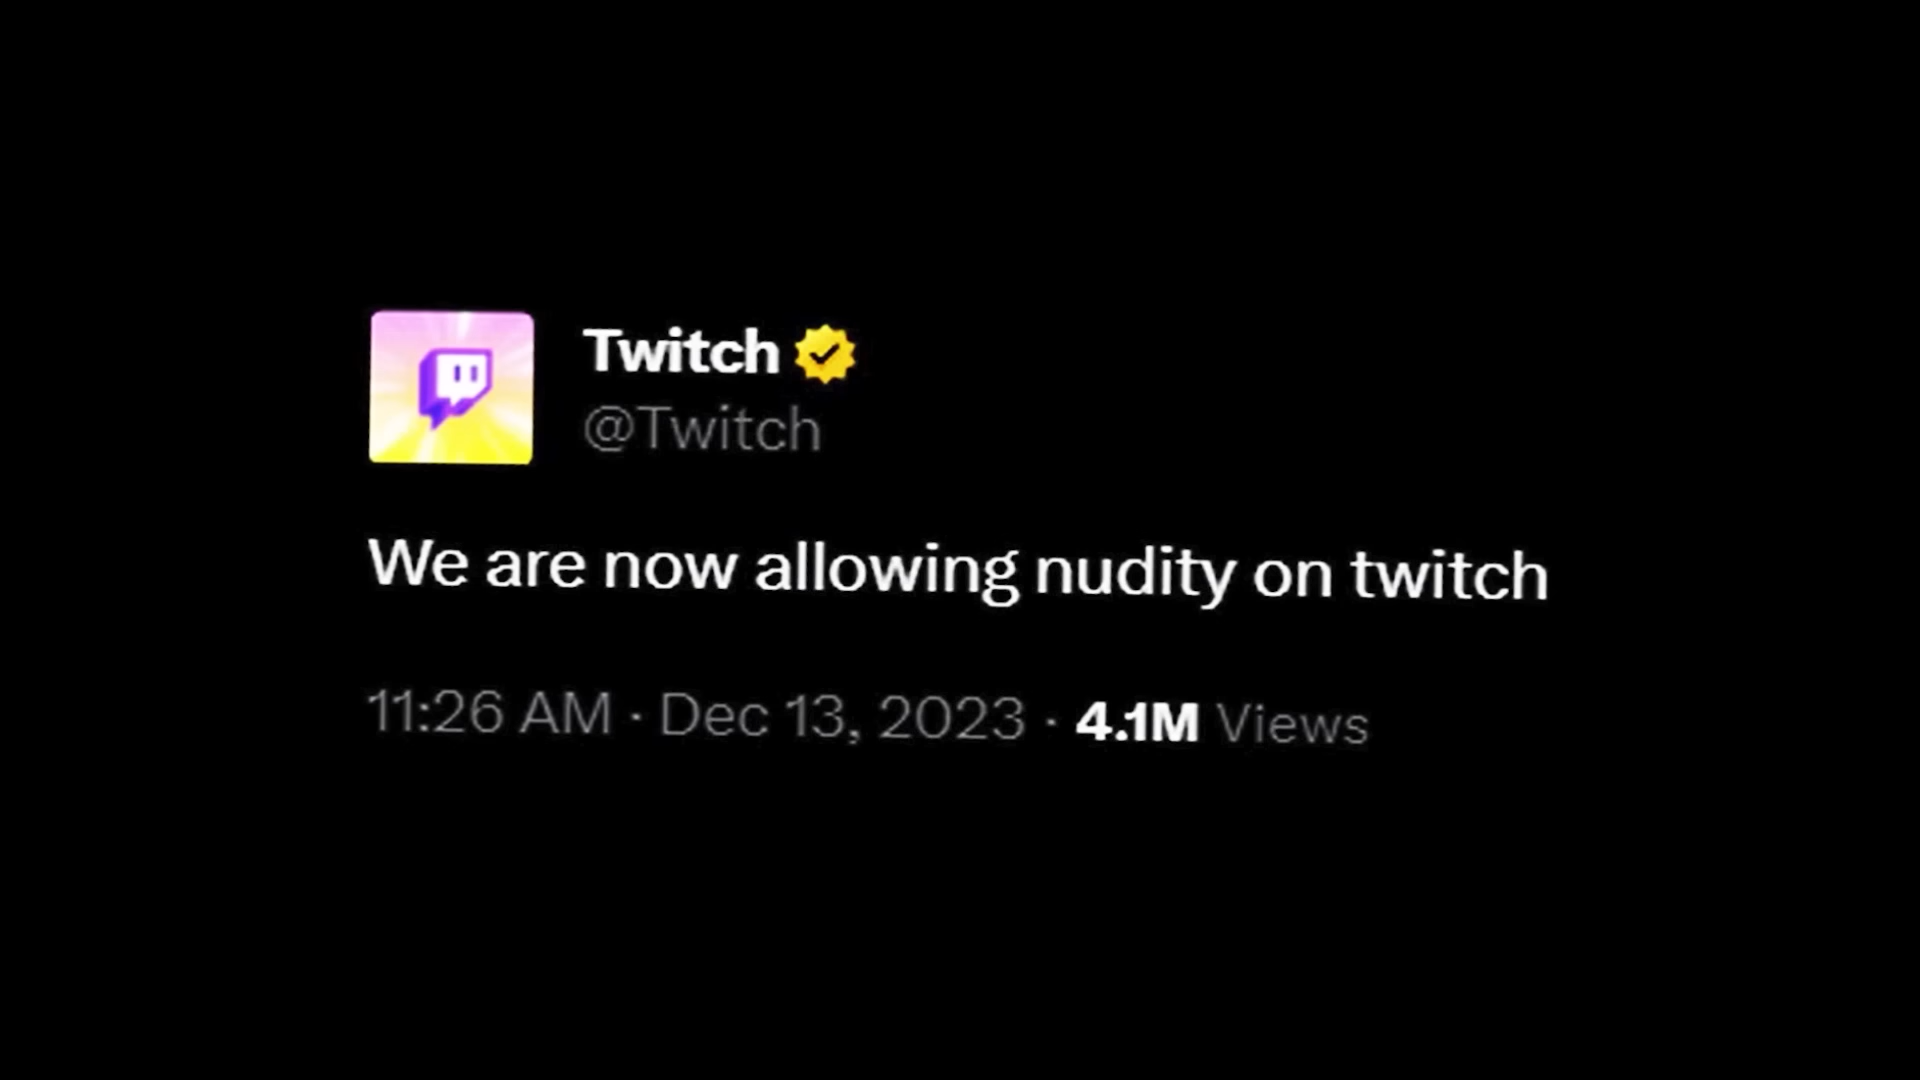 Twitch
@Twitch
We are now allowing nudity on twitch
11:26 AM · Dec 13, 2023 · 4.1M Views